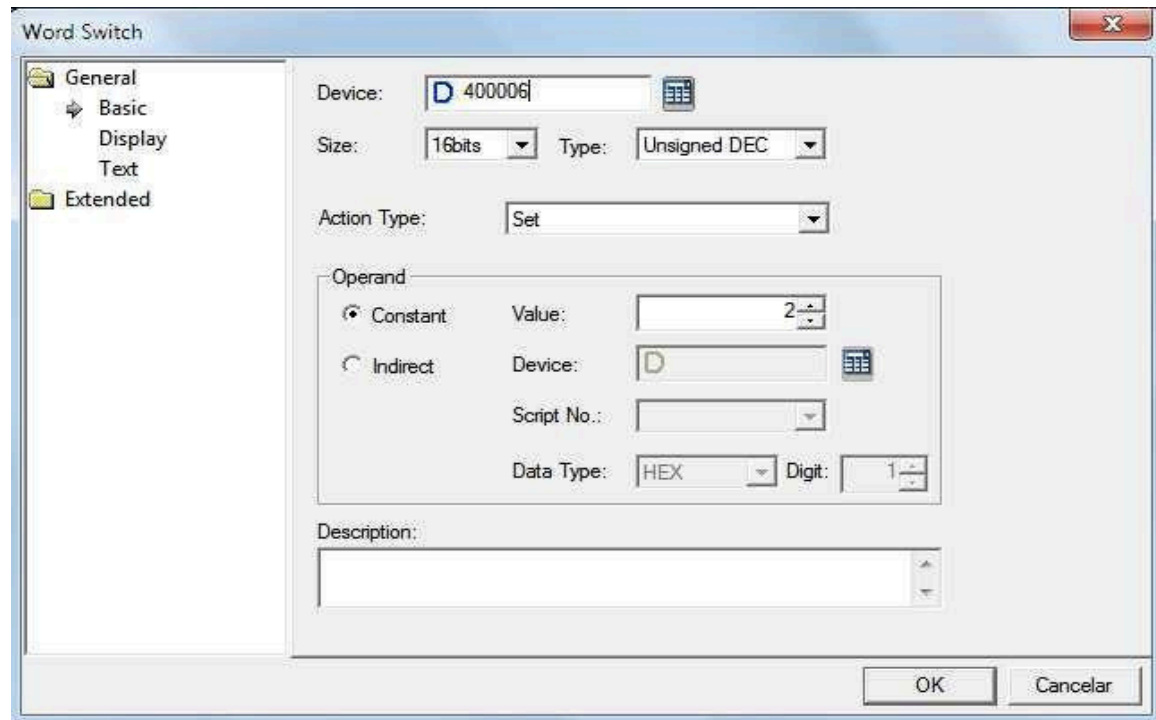 Word Switch
General
Basic
Display
Text
Extended
Device: D 400006
Size: 16bits Type: Unsigned DEC
Action Type: Set
Operand
Constant Value: 2
Indirect Device: D
Script No.:
Data Type: HEX Digit: 1
Description:
OK Cancelar